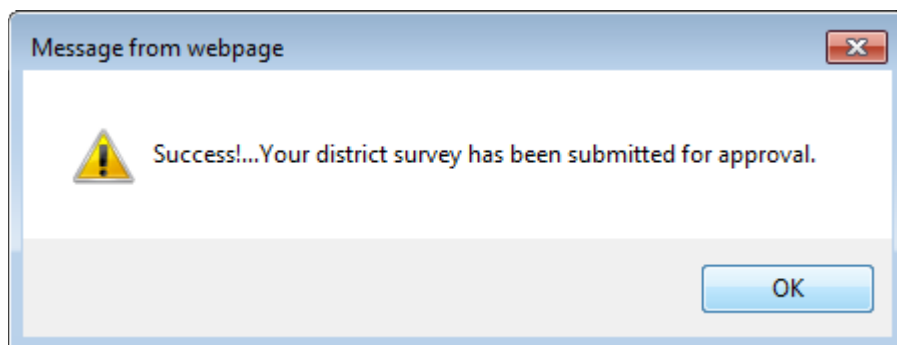 Message from webpage
Success!...Your district survey has been submitted for approval.
OK